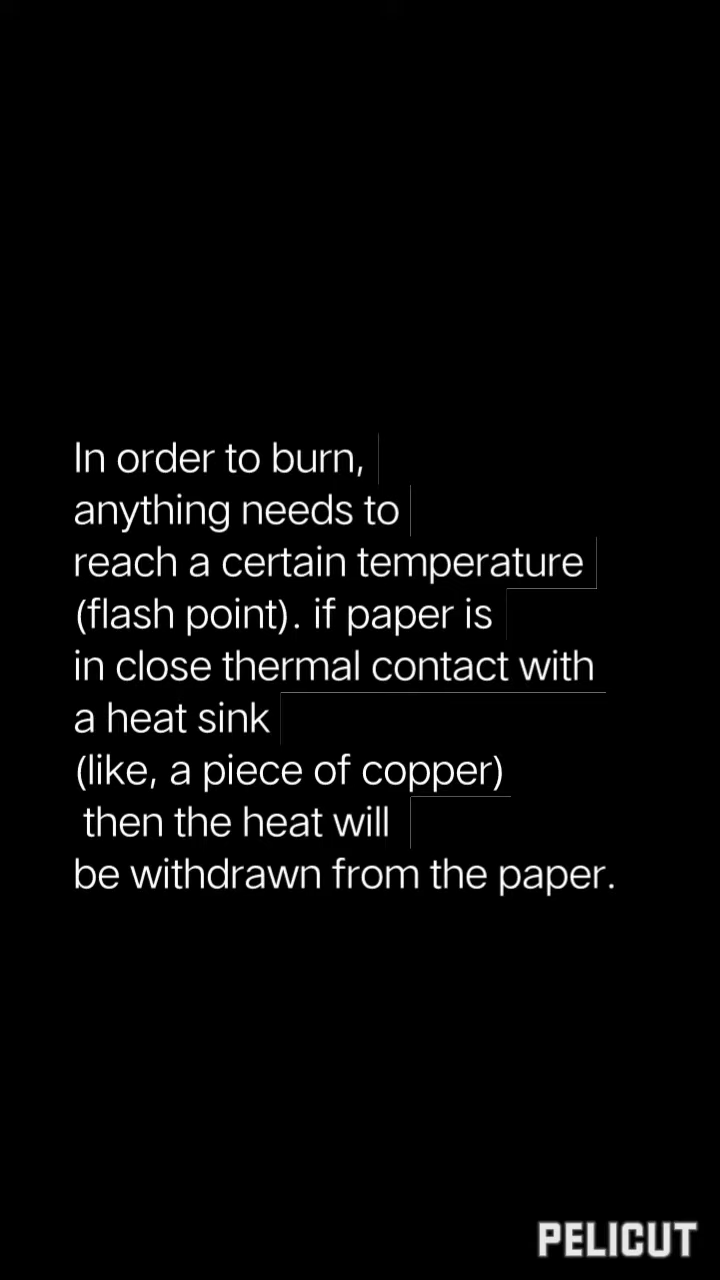 In order to burn,
anything needs to
reach a certain temperature
(flash point). if paper is
in close thermal contact with
a heat sink
(like, a piece of copper)
then the heat will
be withdrawn from the paper.
PELICUT